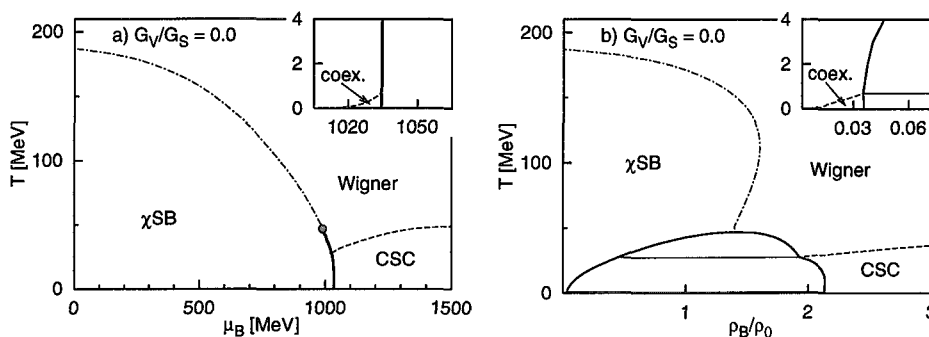 a) G_V/G_S = 0.0
T [MeV]
200
100
0
χSB
Wigner
CSC
0
500
1000
1500
μ_B [MeV]
4
2
0
coex.
1020
1050
b) G_V/G_S = 0.0
T [MeV]
200
100
0
χSB
Wigner
CSC
1
2
3
ρ_B/ρ_0
4
2
0
coex.
0.03
0.06